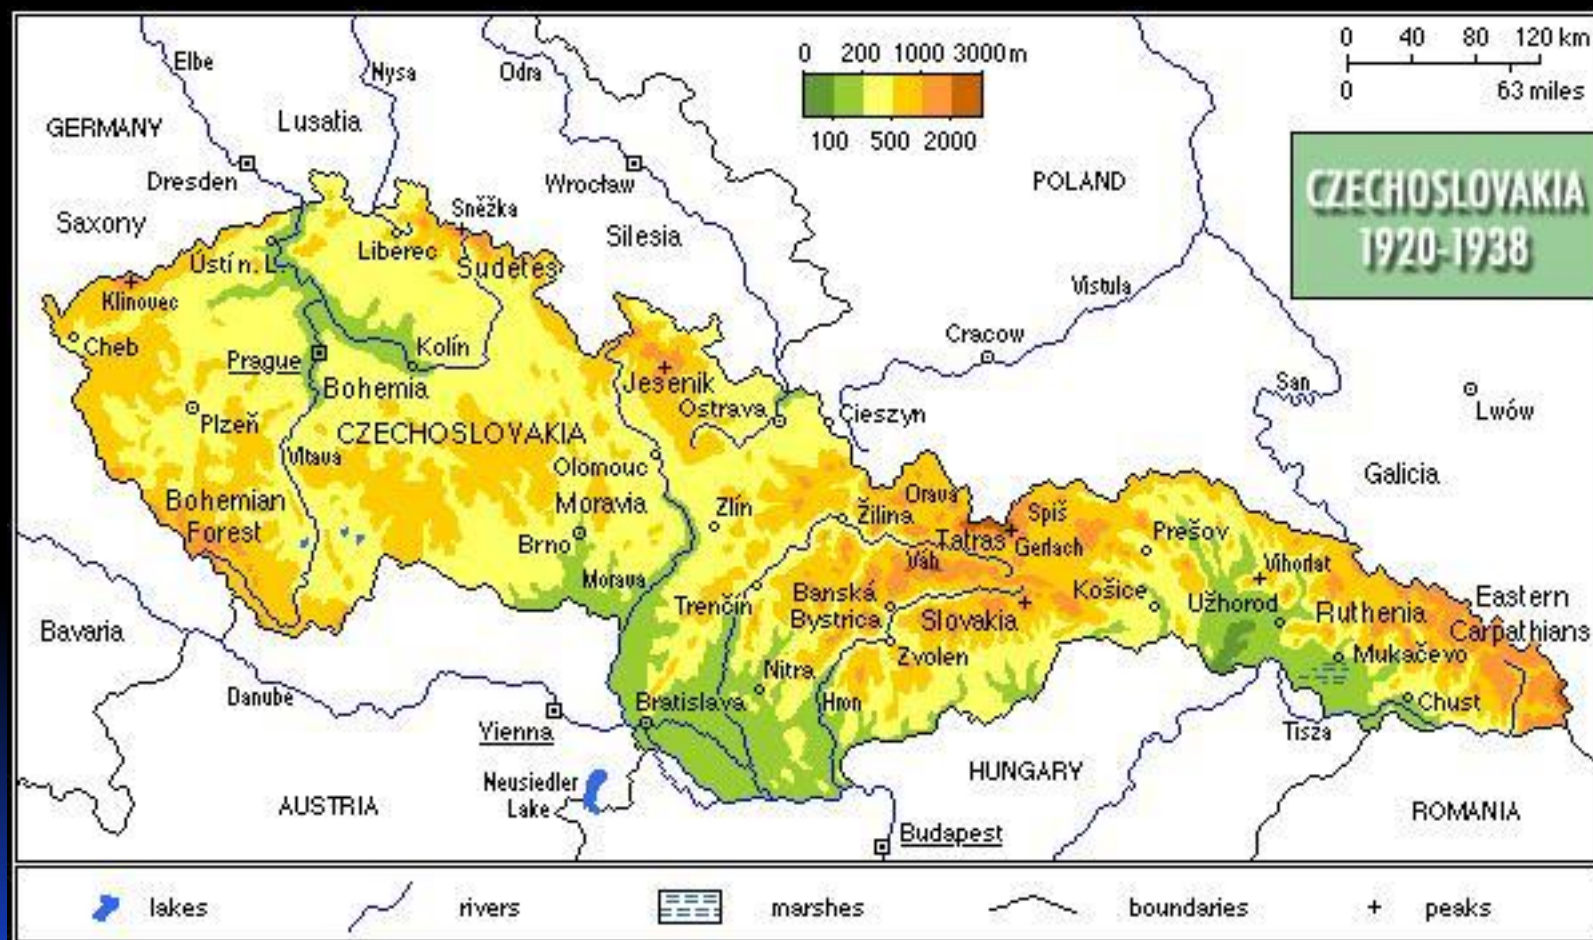 0 200 1000 3000 m
100 500 2000
0 40 80 120 km
0 63 miles
CZECHOSLOVAKIA
1920-1938
Elbe
Nysa
Odra
GERMANY
Lusatia
Dresden
Wrocław
POLAND
Saxony
Sněžka
Silesia
Ústí n. L.
Liberec
Sudetes
Klinovec
Vistula
Cheb
Prague
Kolín
Cracow
Bohemia
Jesenik
San
Plzeň
Ostrava
Cieszyn
Lwów
CZECHOSLOVAKIA
Vltava
Olomouc
Galicia
Bohemian
Forest
Moravia
Zlín
Orava
Žilina
Spiš
Tatras
Gerlach
Prešov
Brno
Váh
Vihorlat
Morava
Trenčín
Banská
Bystrica
Slovakia
Košice
Užhorod
Ruthenia
Eastern
Carpathians
Bavaria
Zvolen
Mukačevo
Nitra
Danube
Bratislava
Hron
Chust
Vienna
Tisza
Neusiedler
Lake
HUNGARY
AUSTRIA
ROMANIA
Budapest
lakes rivers marshes boundaries peaks